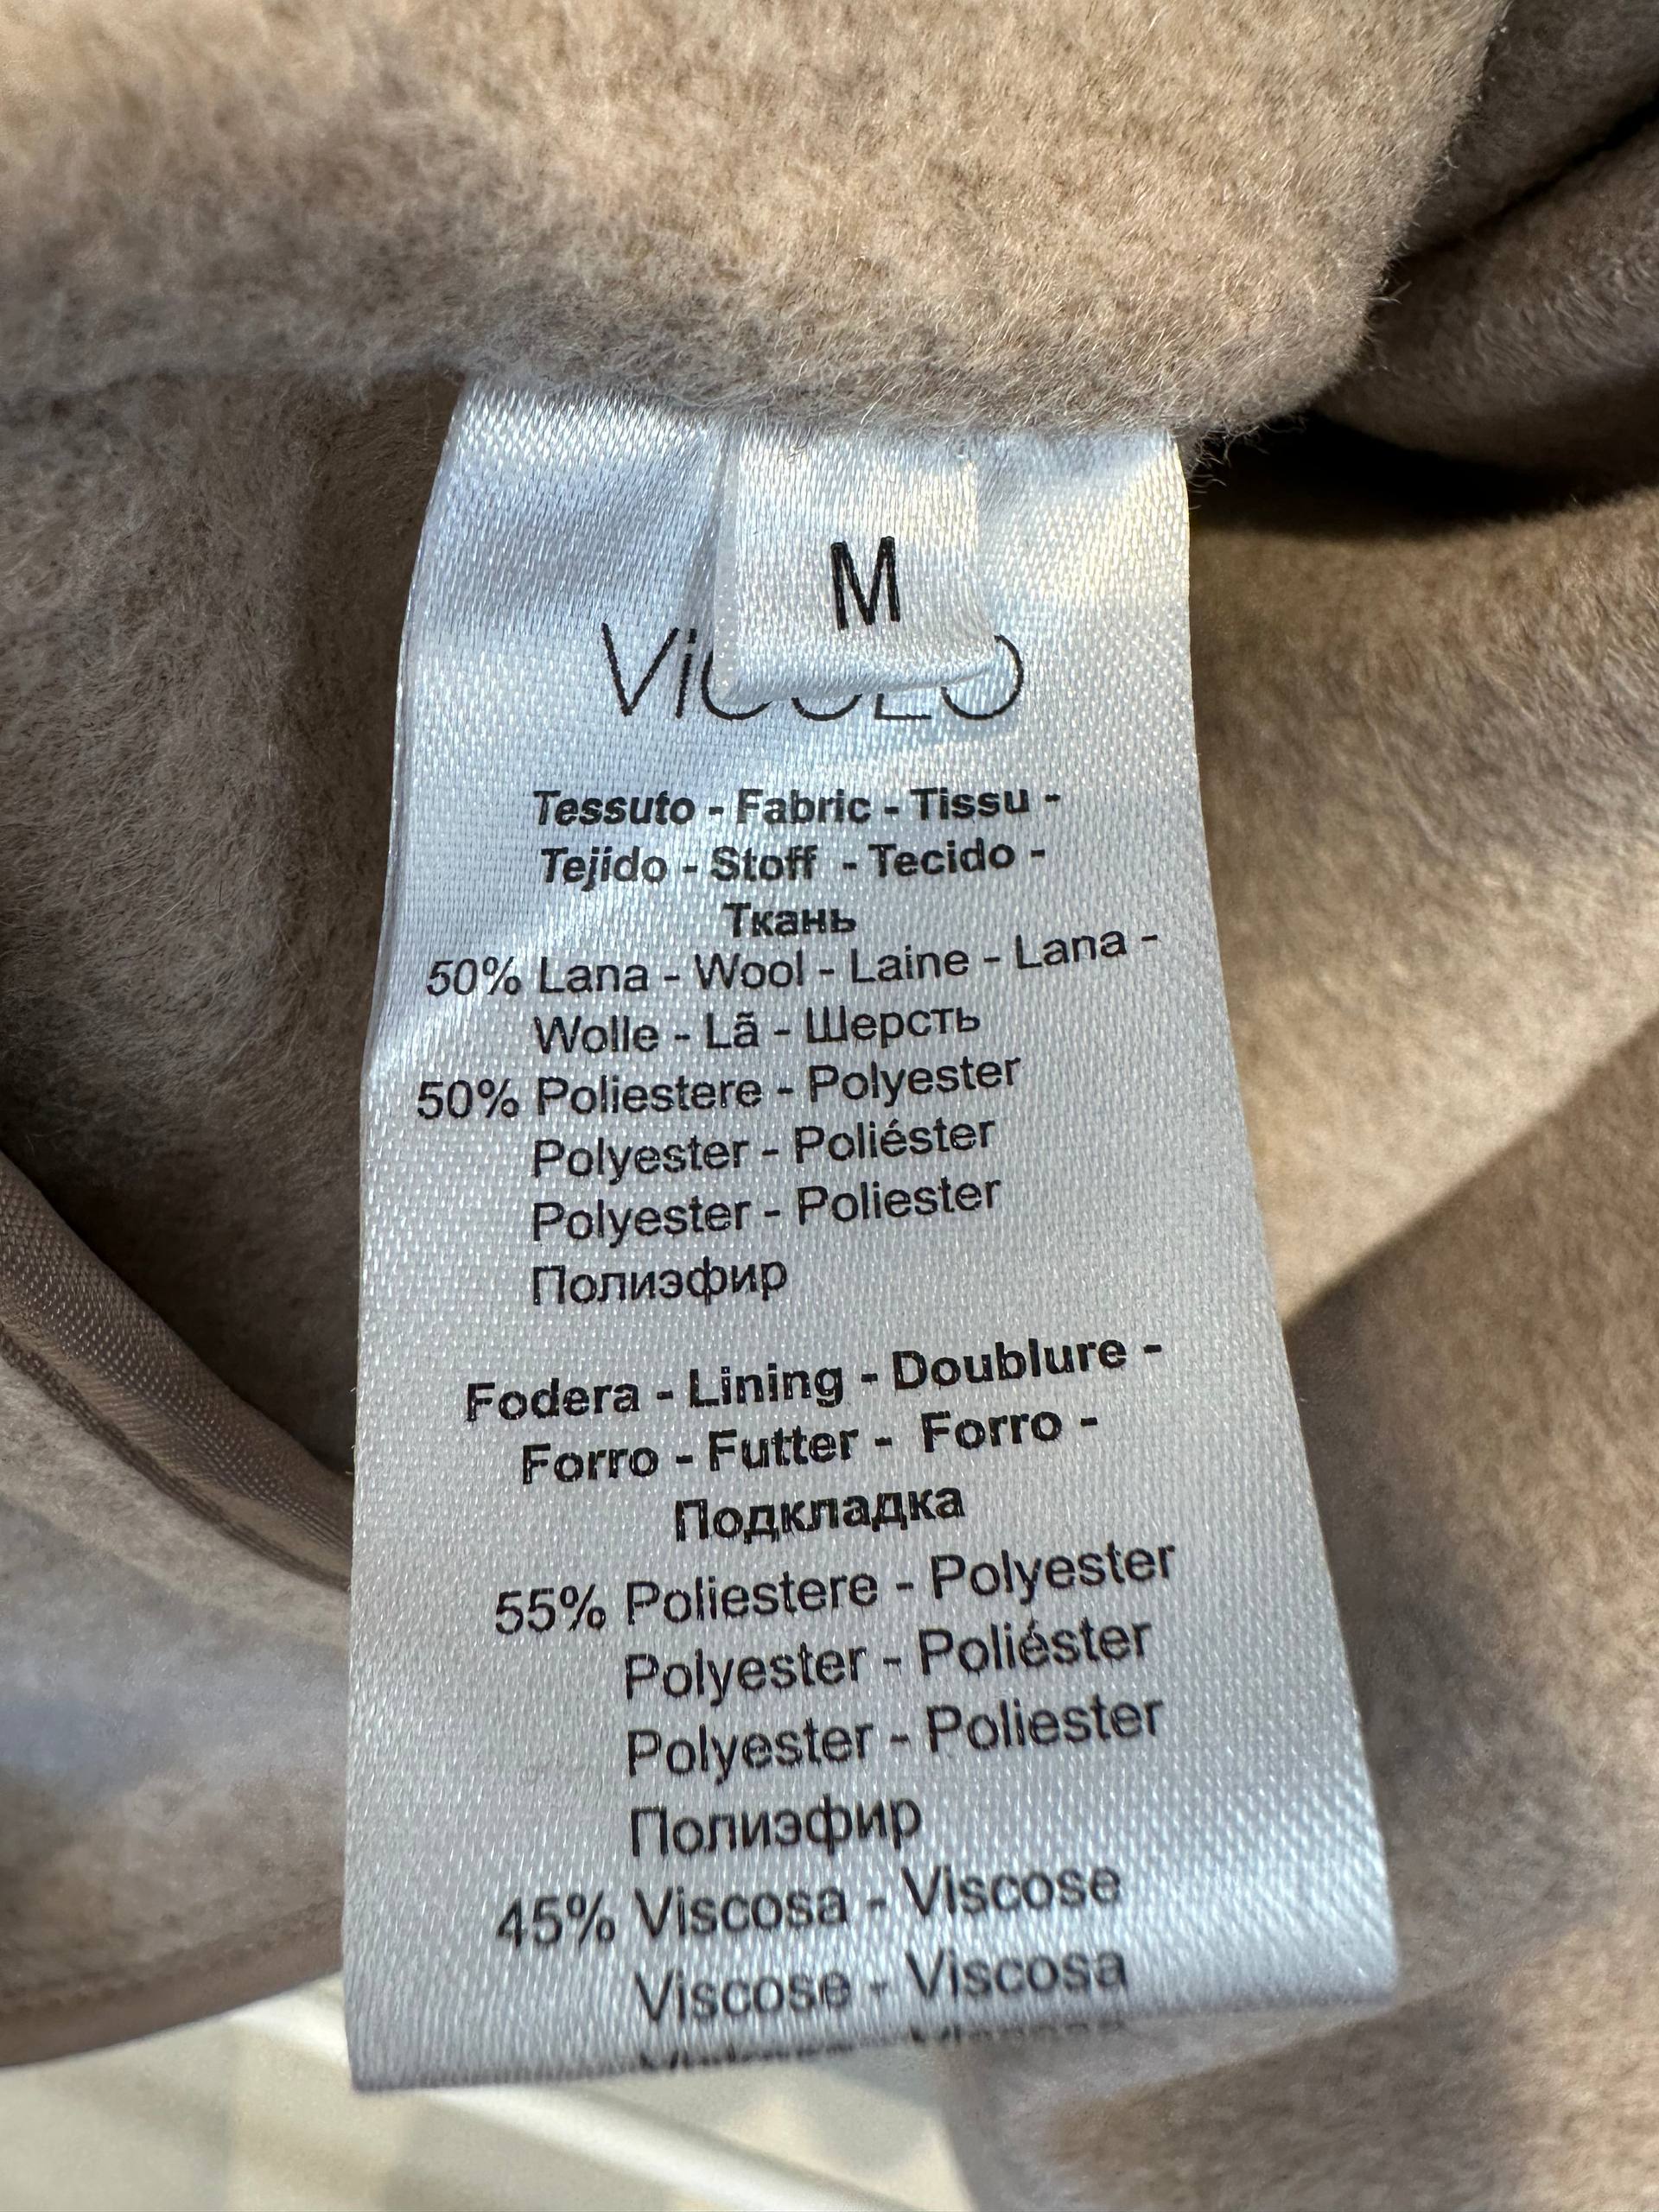 M
ViCOLO
Tessuto - Fabric - Tissu -
Tejido - Stoff - Tecido -
Ткань
50% Lana - Wool - Laine - Lana -
Wolle - Lã - Шерсть
50% Poliestere - Polyester
Polyester - Poliéster
Polyester - Poliester
Полиэфир
Fodera - Lining - Doublure -
Forro - Futter - Forro -
Подкладка
55% Poliestere - Polyester
Polyester - Poliéster
Polyester - Poliester
Полиэфир
45% Viscosa - Viscose
Viscose - Viscosa